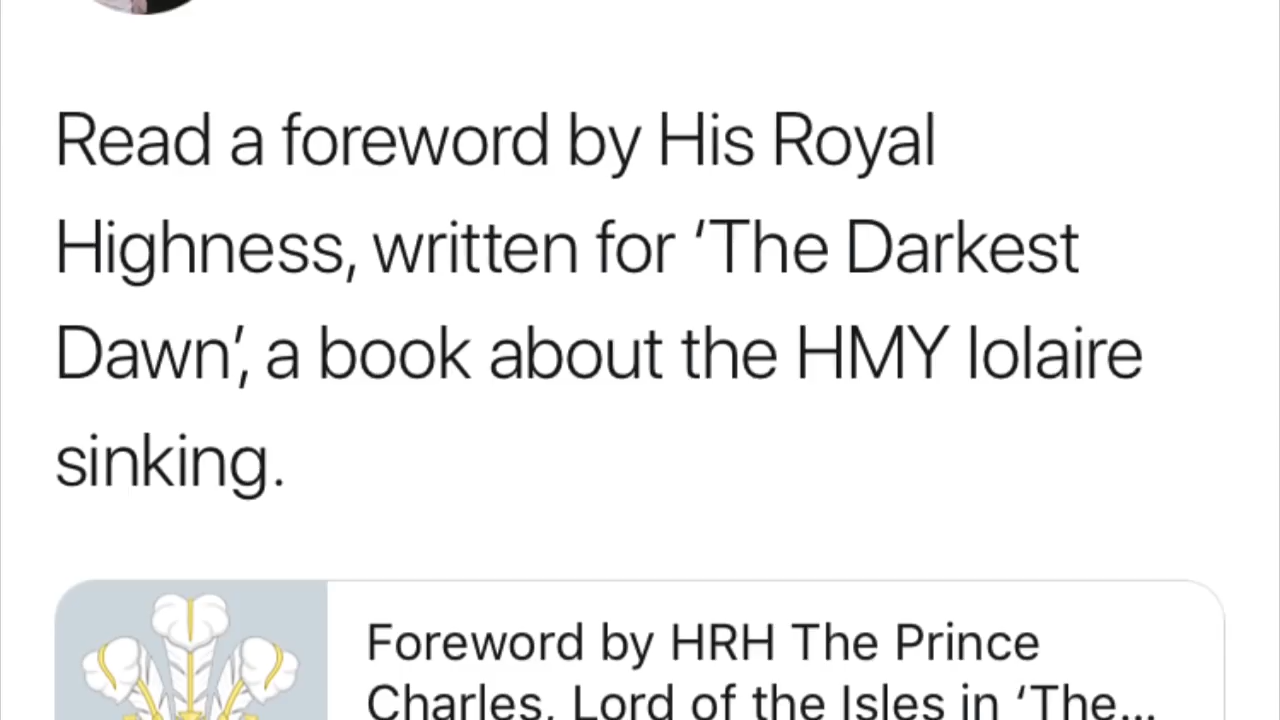 Read a foreword by His Royal
Highness, written for ‘The Darkest
Dawn’, a book about the HMY Iolaire
sinking.
Foreword by HRH The Prince
Charles, Lord of the Isles in ‘The...